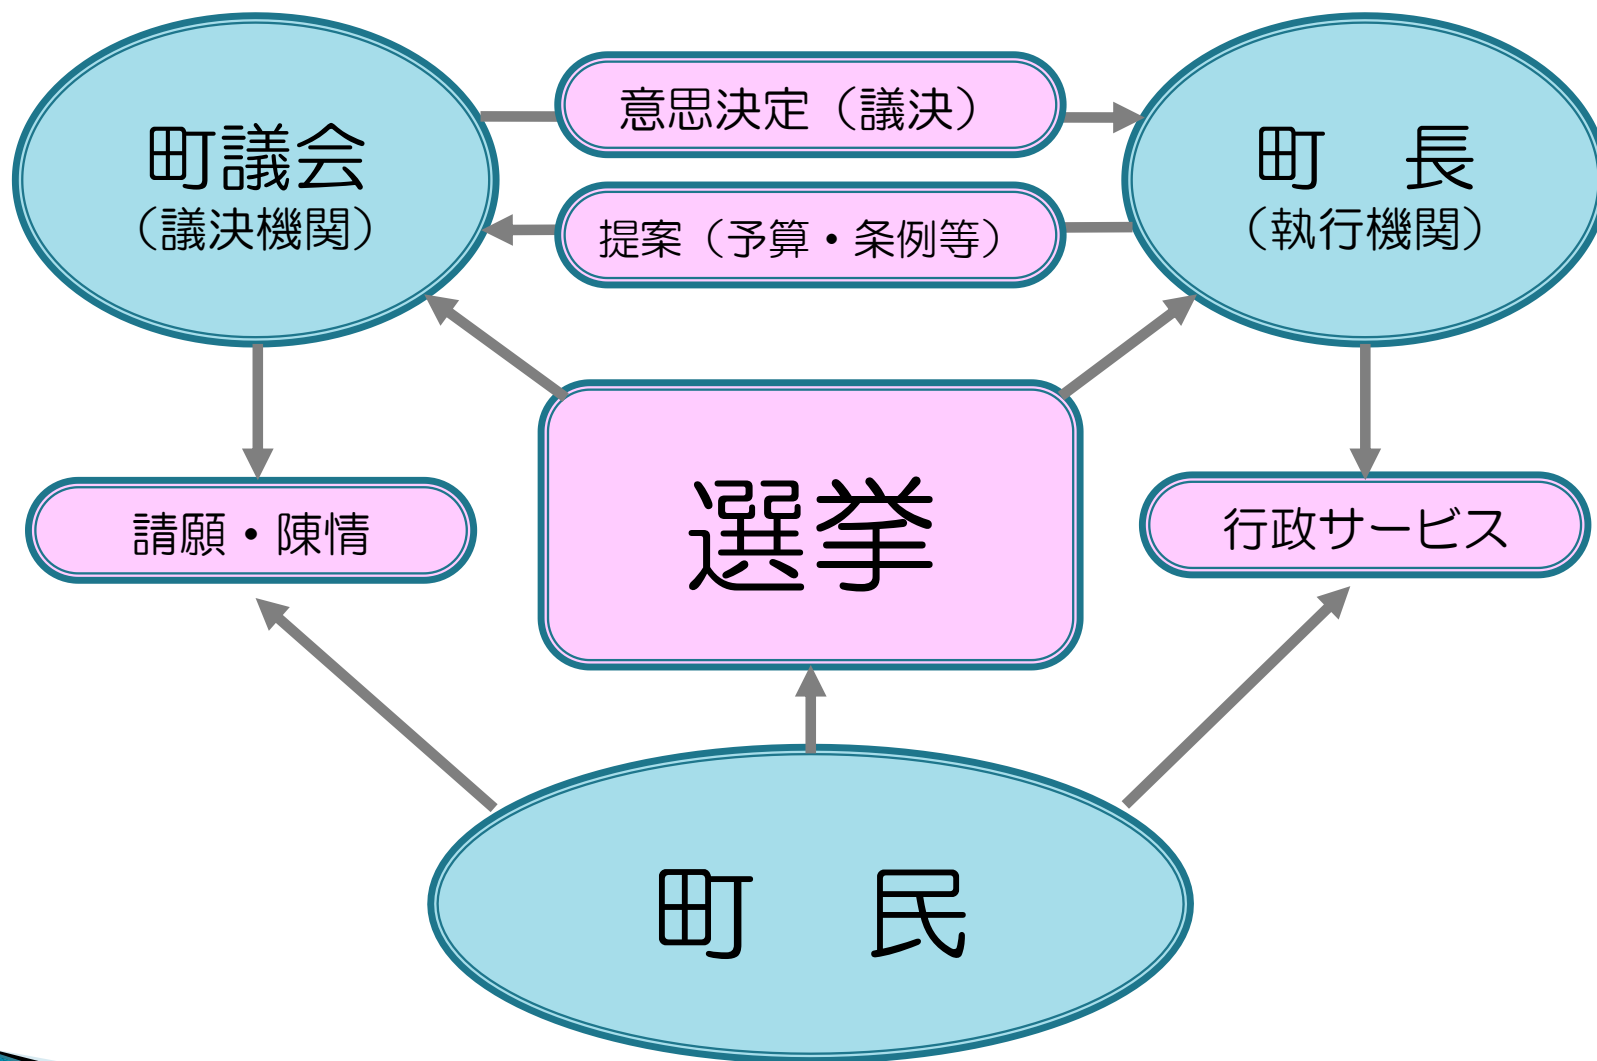 町議会
（議決機関）
意思決定（議決）
提案（予算・条例等）
町　長
（執行機関）
選挙
請願・陳情
行政サービス
町　民